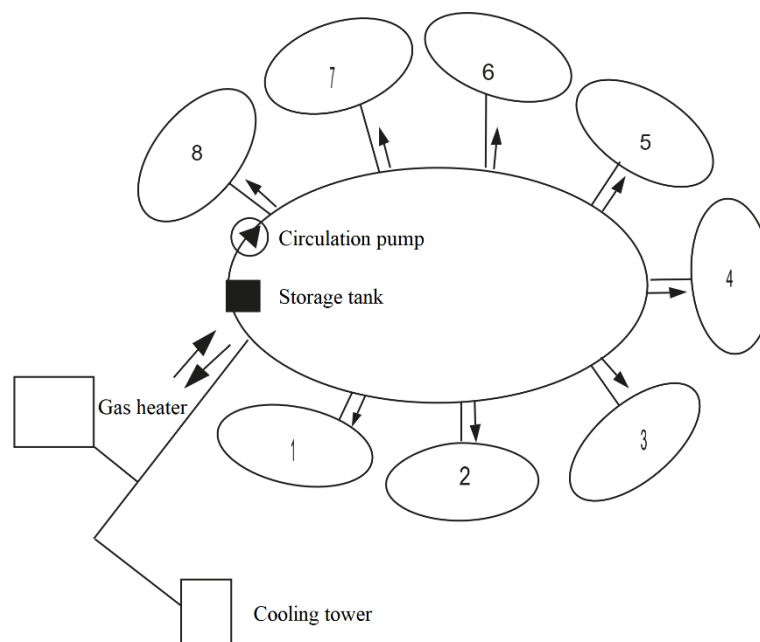 7
6
8
5
Circulation pump
4
Storage tank
Gas heater
1
2
3
Cooling tower